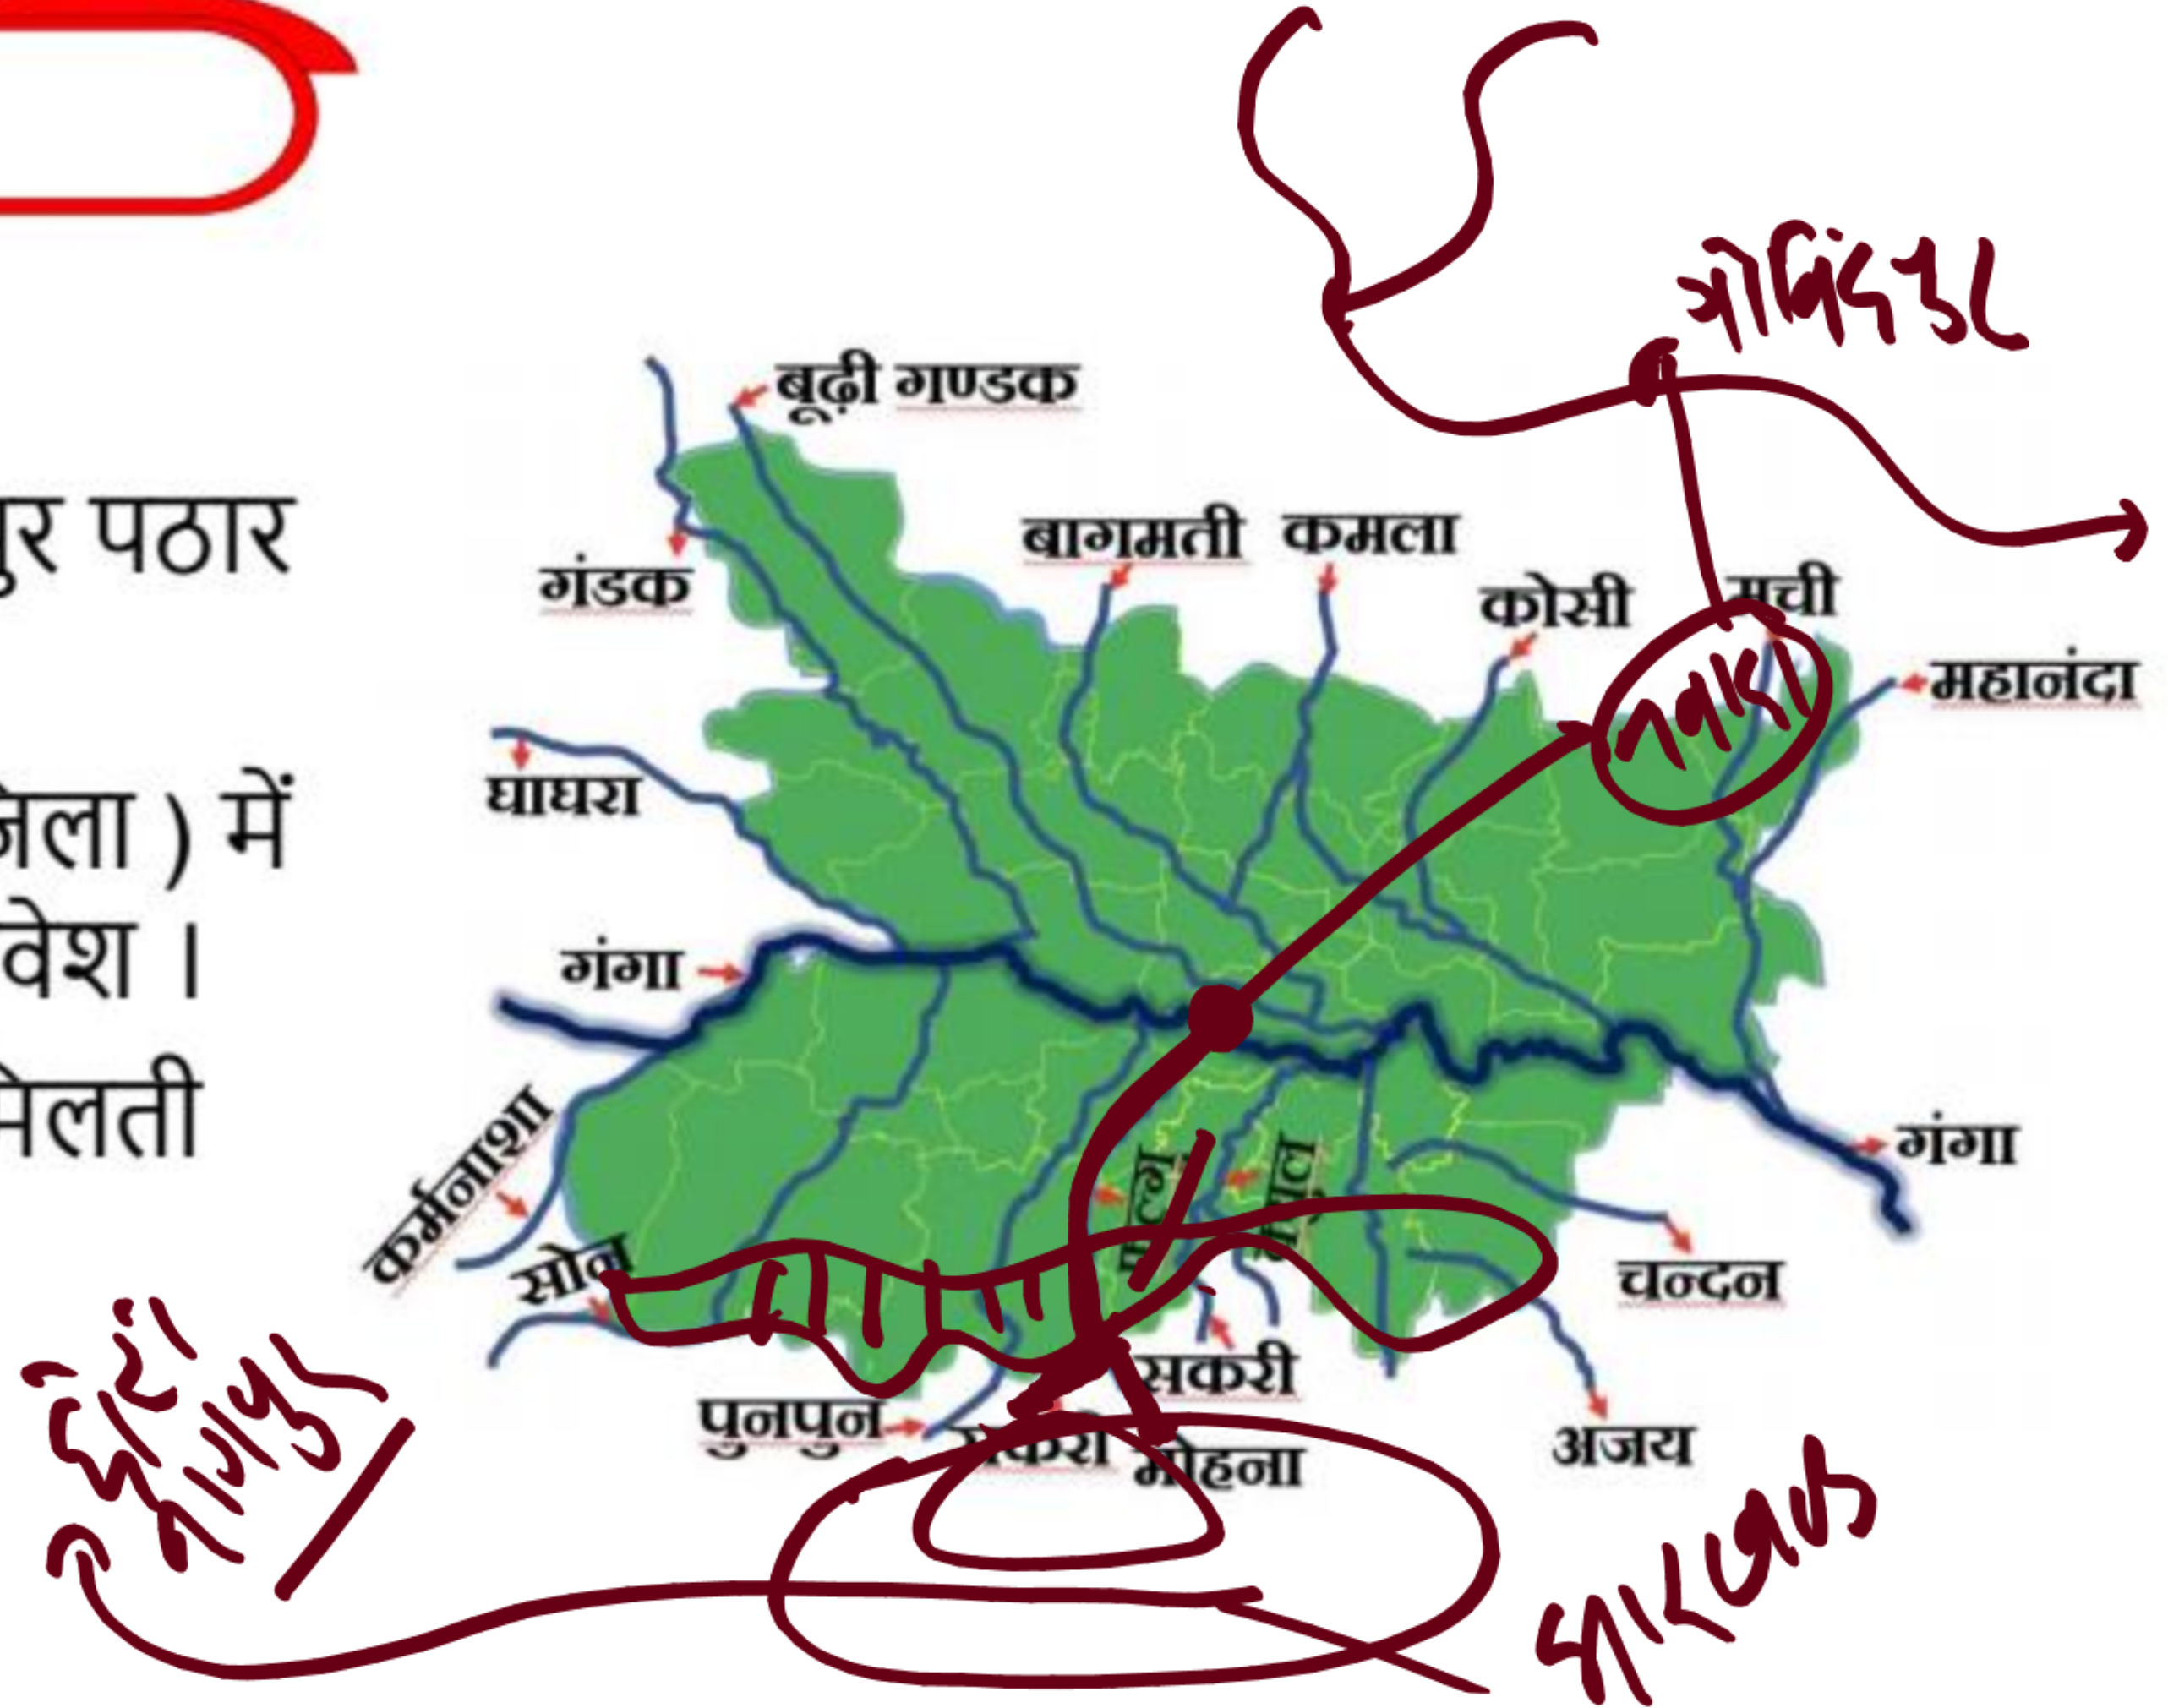 गोविंदपुर
बूढ़ी गण्डक
पठार
बागमती कमला
गंडक
कोसी
महानंदा
घाघरा
नवादा
) में
गंगा
कर्मनाशा
गंगा
सोन
चन्दन
छोटा
नागपुर
सकरी
पुनपुन
मोहना
अजय
झारखण्ड